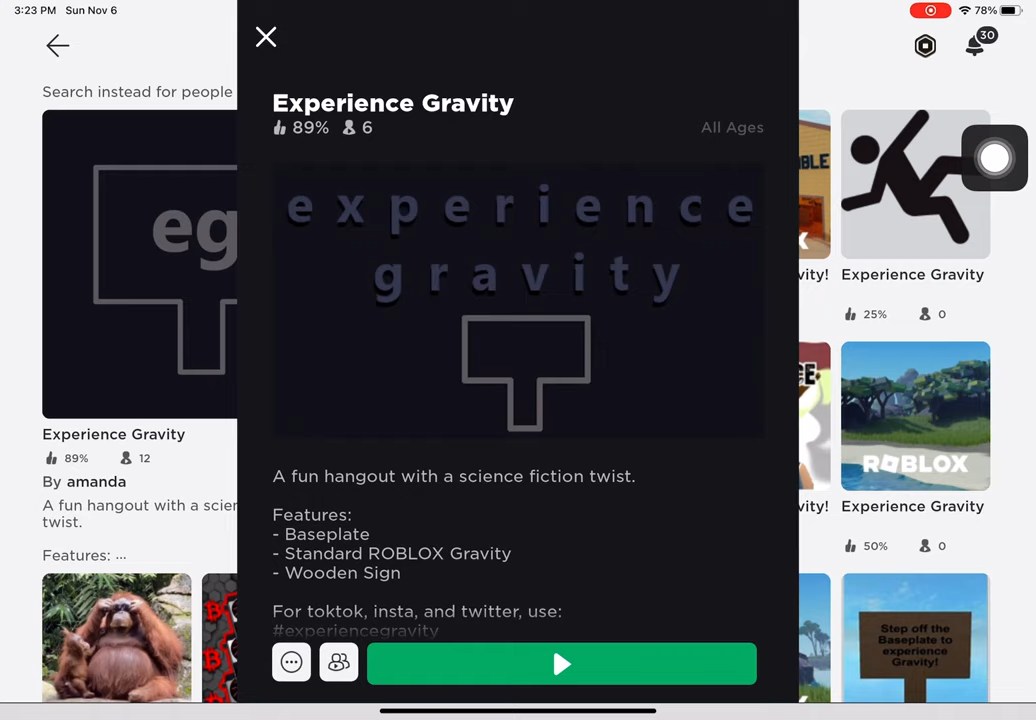 3:23 PM Sun Nov 6
78%
30
Search instead for people
Experience Gravity
89% 6
All Ages
experience
gravity
A fun hangout with a science fiction twist.
Features:
- Baseplate
- Standard ROBLOX Gravity
- Wooden Sign
For toktok, insta, and twitter, use:
#experiencegravity
eg
Experience Gravity
89% 12
By amanda
A fun hangout with a scien
twist.
Features: ...
BLE
X
vity!
Experience Gravity
25% 0
CE
vity!
ROBLOX
Experience Gravity
50% 0
Step off the
Baseplate to
experience
Gravity!